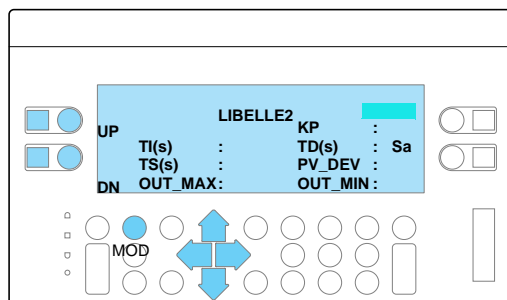 LIBELLE2
UP KP :
TI(s) : TD(s) : Sa
TS(s) : PV_DEV :
DN OUT_MAX : OUT_MIN :
MOD